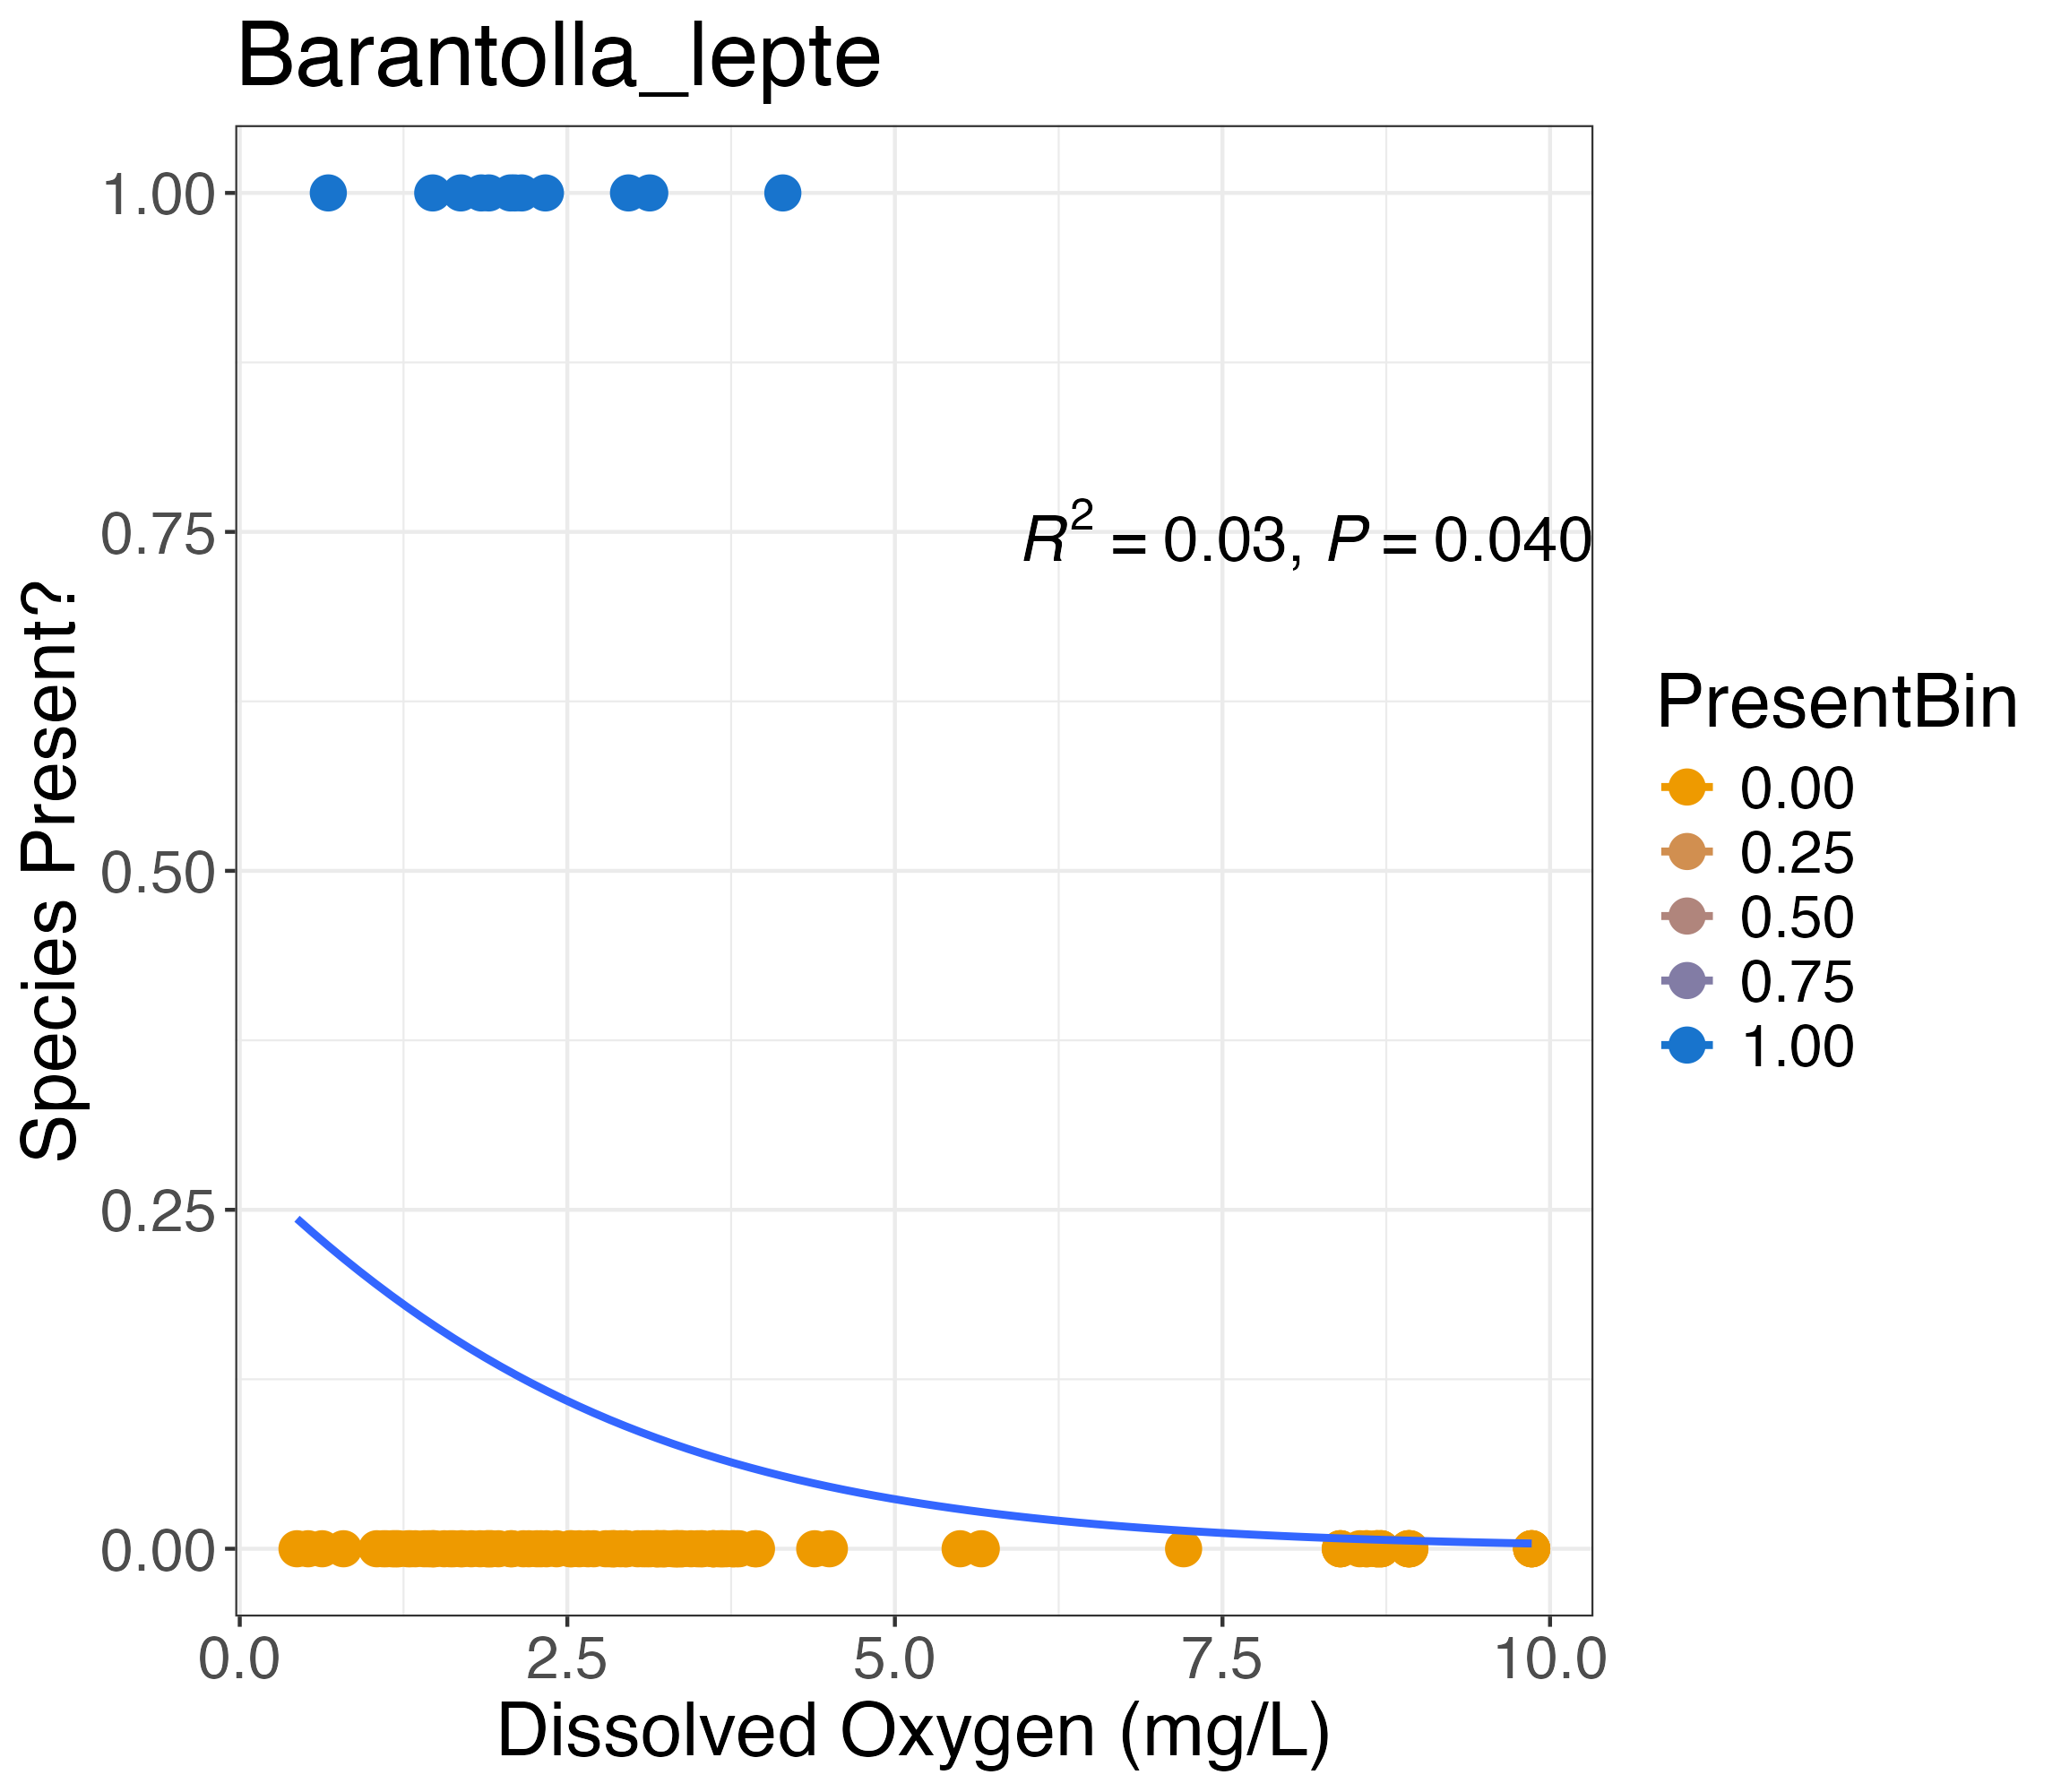 Barantolla_lepte
1.00
0.75
0.50
0.25
0.00
Species Present?
R² = 0.03, P = 0.040
0.0 2.5 5.0 7.5 10.0
Dissolved Oxygen (mg/L)
PresentBin
0.00
0.25
0.50
0.75
1.00